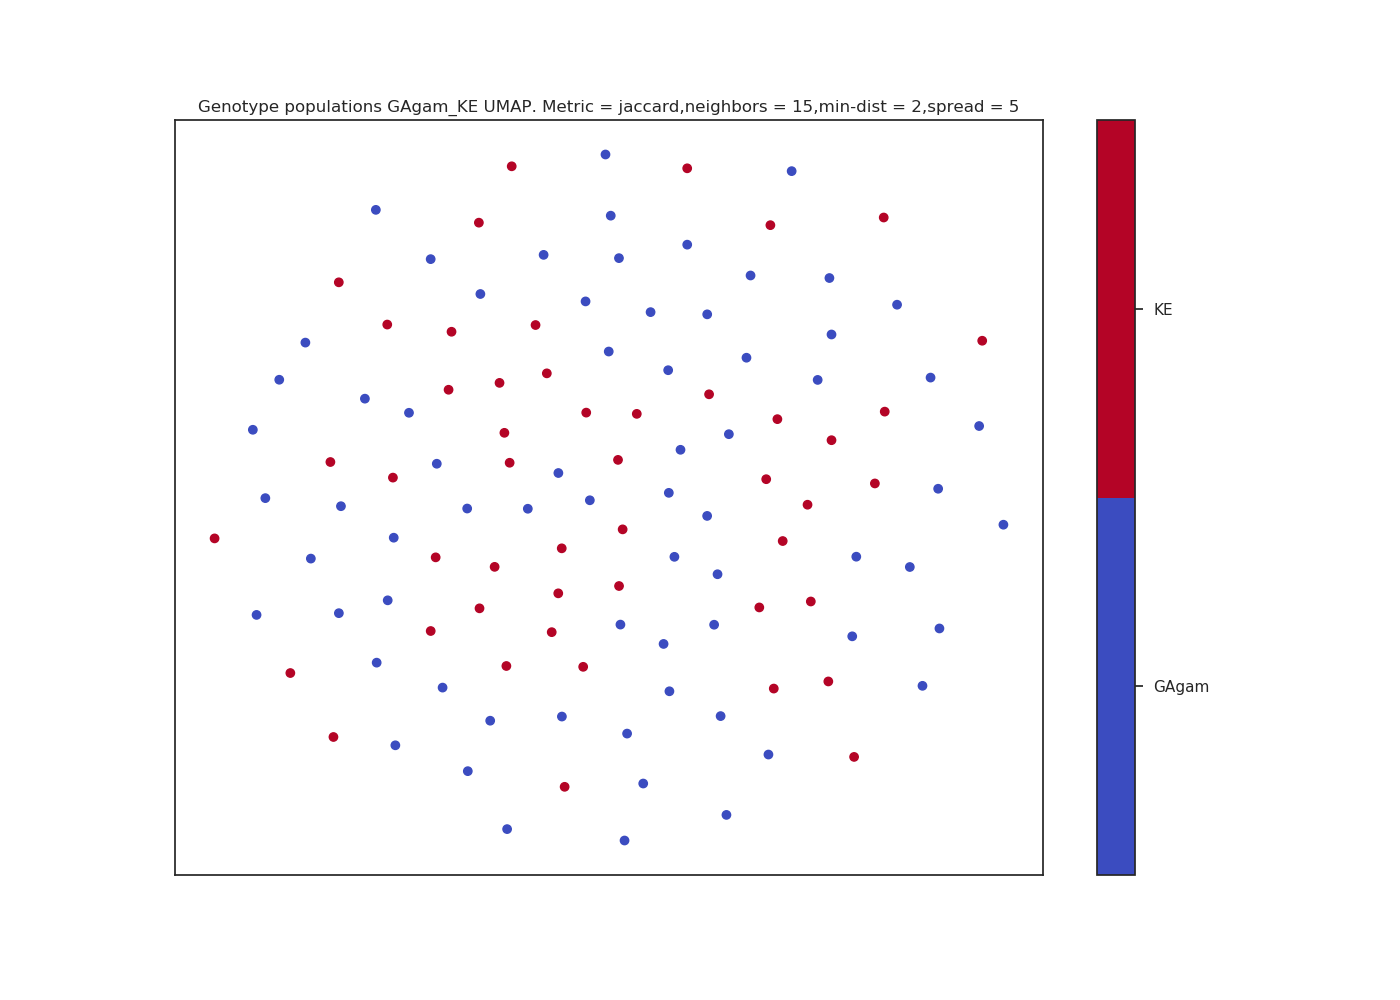 Genotype populations GAgam_KE UMAP. Metric = jaccard,neighbors = 15,min-dist = 2,spread = 5
KE
GAgam